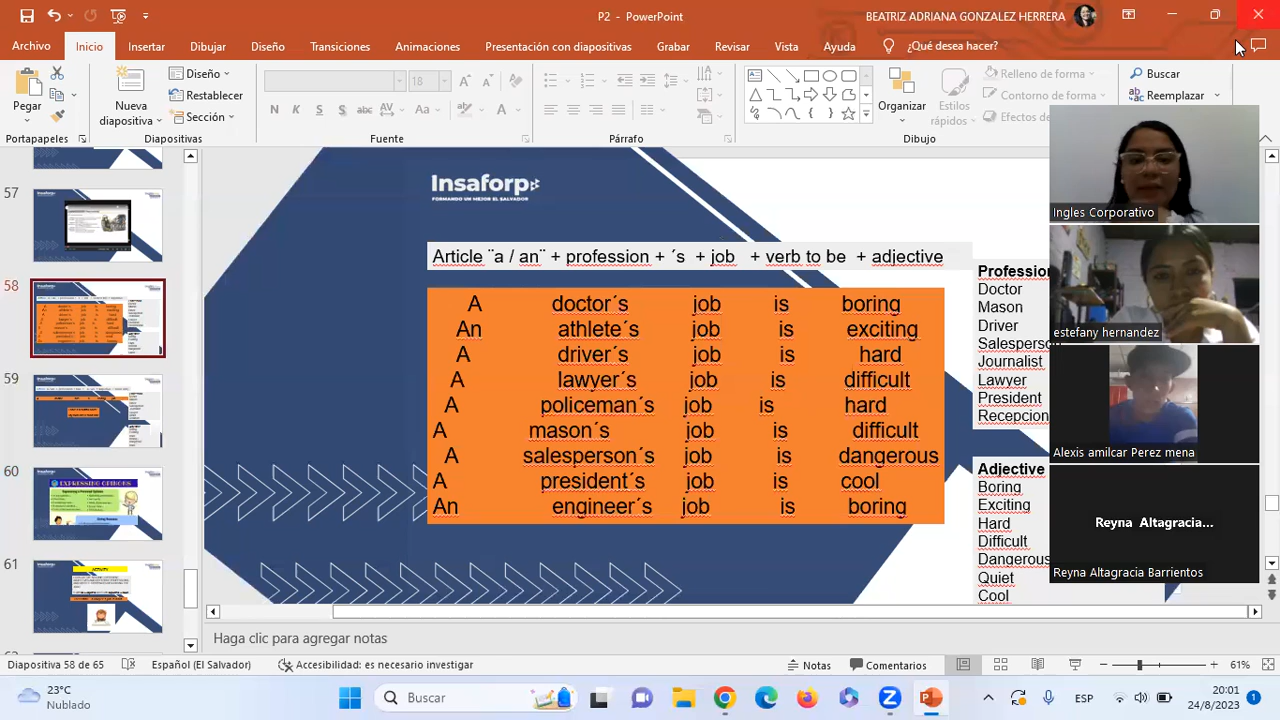 P2 - PowerPoint
BEATRIZ ADRIANA GONZALEZ HERRERA
Archivo Inicio Insertar Dibujar Diseño Transiciones Animaciones Presentación con diapositivas Grabar Revisar Vista Ayuda ¿Qué desea hacer?
Pegar
Nueva diapositiva
Diseño
Restablecer
Sección
18
Organizar
Estilos rápidos
Relleno de forma
Contorno de forma
Efectos de
Buscar
Reemplazar
Portapapeles Diapositivas Fuente Párrafo Dibujo
57
58
59
60
61
Insaforp
FORMANDO UN MEJOR EL SALVADOR
Article ¨a / an¨ + profession + ´s + job + verb to be + adjective
A doctor´s job is boring
An athlete´s job is exciting
A driver´s job is hard
A lawyer´s job is difficult
A policeman´s job is hard
A mason´s job is difficult
A salesperson´s job is dangerous
A president´s job is cool
An engineer´s job is boring
Profession
Doctor
Mason
Driver
Salesperson
Journalist
Lawyer
President
Recepcion
Adjective
Boring
Exciting
Hard
Difficult
Dangerous
Quiet
Cool
Ingles Corporativo
estefany hernandez
Alexis amilcar Perez mena
Reyna Altagracia...
Reyna Altagracia Barrientos
Haga clic para agregar notas
Diapositiva 58 de 65 Español (El Salvador) Accesibilidad: es necesario investigar Notas Comentarios 61%
23°C
Nublado
Buscar
ESP
20:01
24/8/2023